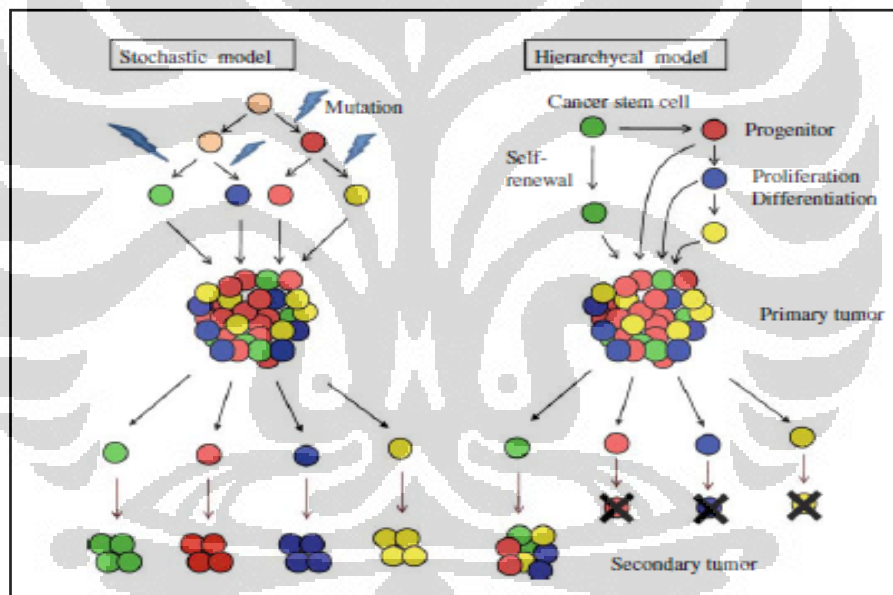 Stochastic model
Hierarchycal model
Mutation
Cancer stem cell
Progenitor
Self-
renewal
Proliferation
Differentiation
Primary tumor
Secondary tumor